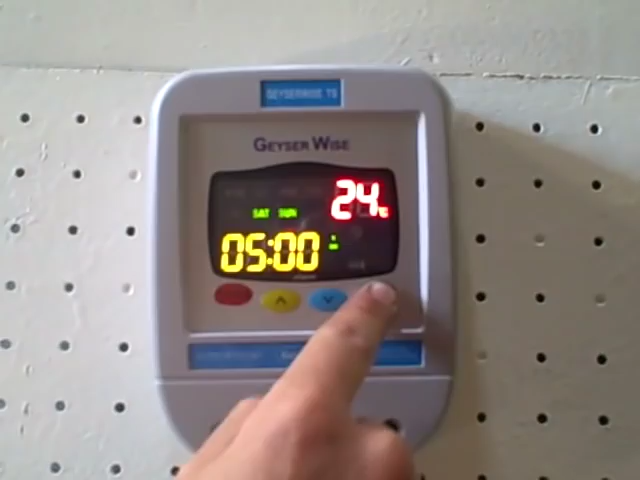 GEYSERWISE TS
GEYSER WISE
24°C
SAT SUN
05:00